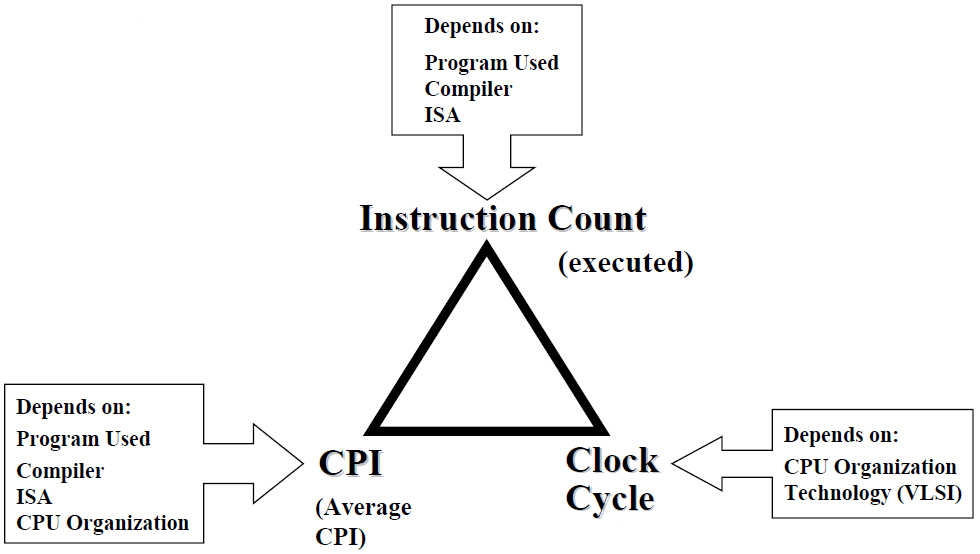 Depends on:
Program Used
Compiler
ISA
Instruction Count
(executed)
Depends on:
Program Used
Compiler
ISA
CPU Organization
CPI
(Average
CPI)
Clock
Cycle
Depends on:
CPU Organization
Technology (VLSI)